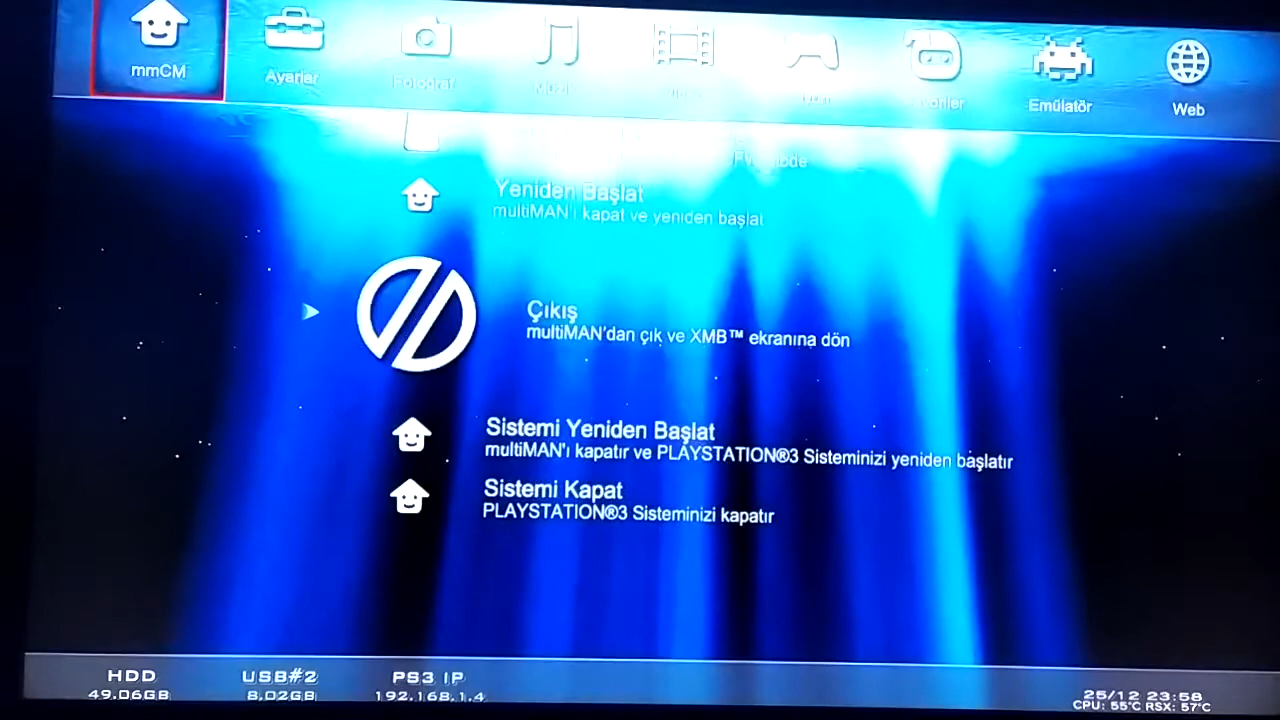 mmCM
Ayarlar
Fotoğraf
Müzik
Emülatör
Web
Yeniden Başlat
multiMAN'ı kapat ve yeniden başlat
Çıkış
multiMAN'dan çık ve XMB™ ekranına dön
Sistemi Yeniden Başlat
multiMAN'ı kapatır ve PLAYSTATION®3 Sisteminizi yeniden başlatır
Sistemi Kapat
PLAYSTATION®3 Sisteminizi kapatır
HDD
49.06GB
USB#2
8.02GB
PS3 IP
192.168.1.4
25/12 23:58
CPU: 55°C RSX: 57°C